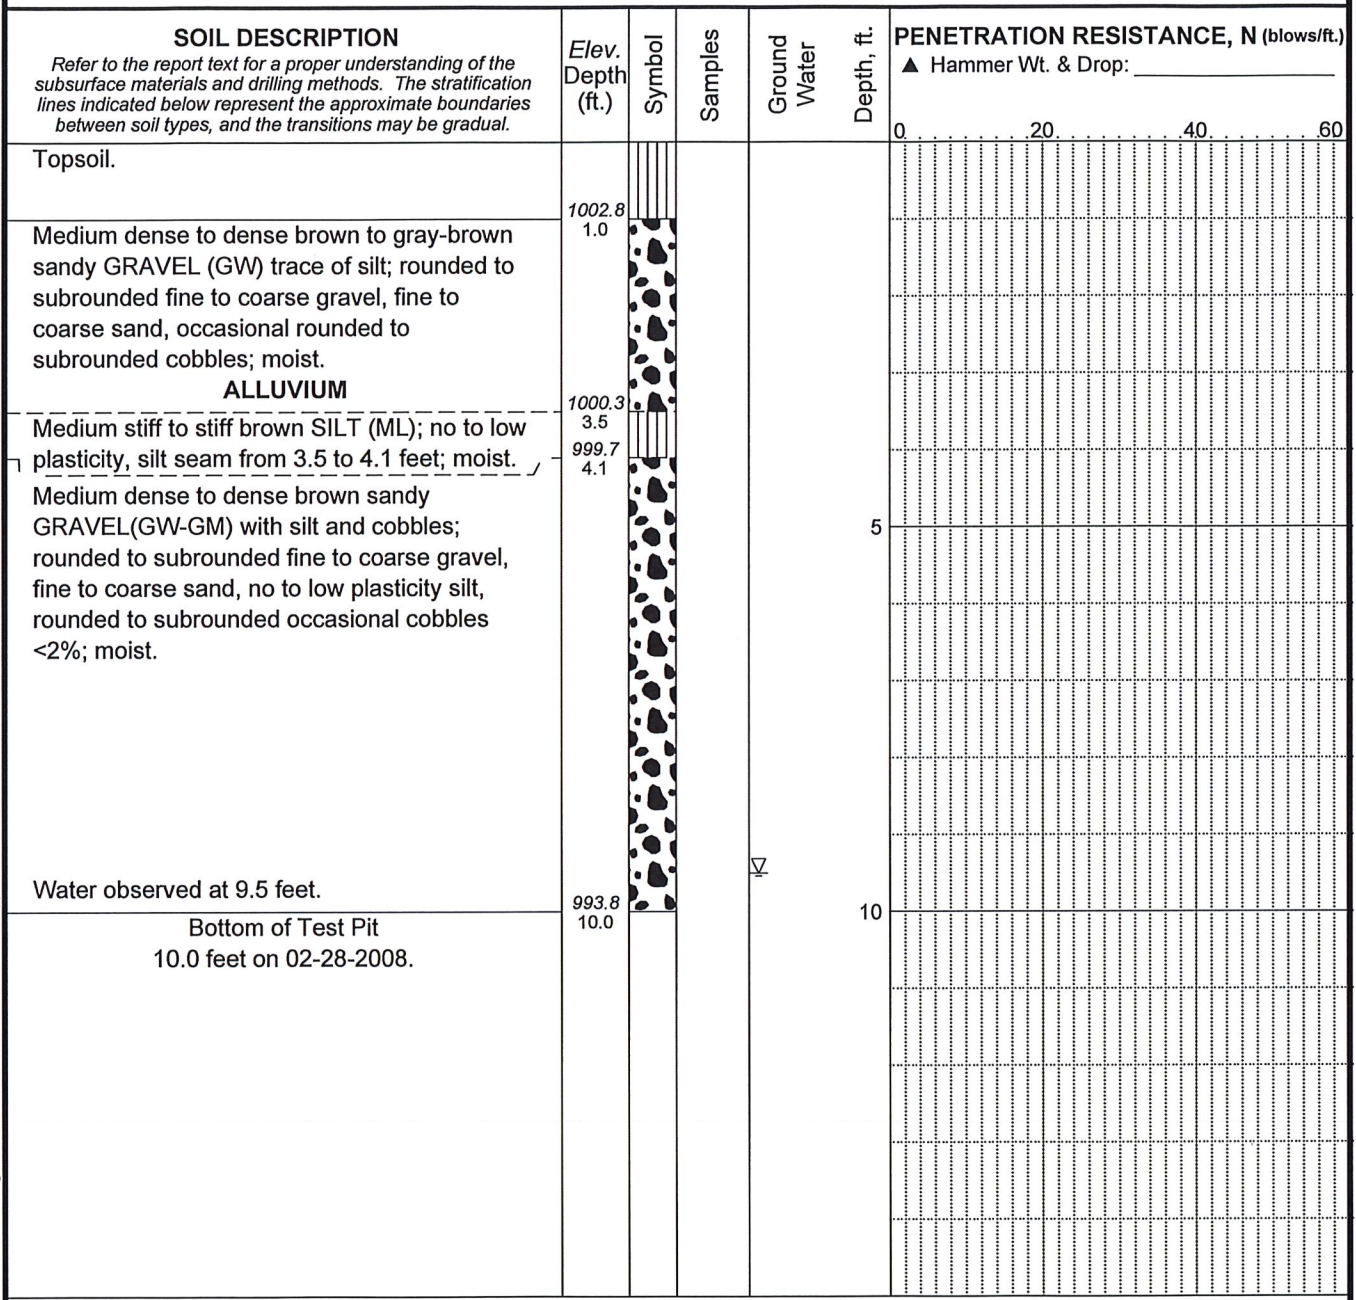 SOIL DESCRIPTION
Refer to the report text for a proper understanding of the
subsurface materials and drilling methods. The stratification
lines indicated below represent the approximate boundaries
between soil types, and the transitions may be gradual.
Elev.
Depth
(ft.)
Symbol
Samples
Ground
Water
Depth, ft.
PENETRATION RESISTANCE, N (blows/ft.)
▲ Hammer Wt. & Drop: ____________________
0 20 40 60
Topsoil.
1002.8
1.0
Medium dense to dense brown to gray-brown
sandy GRAVEL (GW) trace of silt; rounded to
subrounded fine to coarse gravel, fine to
coarse sand, occasional rounded to
subrounded cobbles; moist.
ALLUVIUM
1000.3
3.5
Medium stiff to stiff brown SILT (ML); no to low
plasticity, silt seam from 3.5 to 4.1 feet; moist.
999.7
4.1
Medium dense to dense brown sandy
GRAVEL(GW-GM) with silt and cobbles;
rounded to subrounded fine to coarse gravel,
fine to coarse sand, no to low plasticity silt,
rounded to subrounded occasional cobbles
<2%; moist.
5
Water observed at 9.5 feet.
993.8
10.0
10
Bottom of Test Pit
10.0 feet on 02-28-2008.